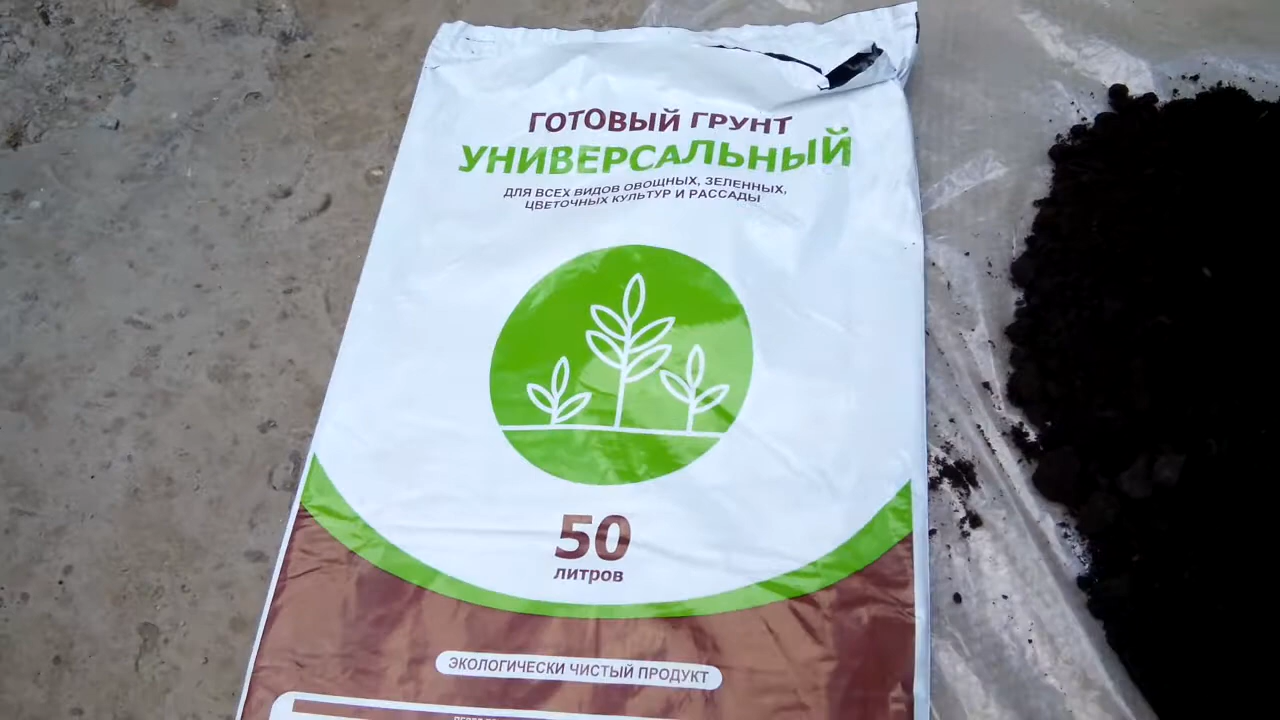 ГОТОВЫЙ ГРУНТ
УНИВЕРСАЛЬНЫЙ
ДЛЯ ВСЕХ ВИДОВ ОВОЩНЫХ, ЗЕЛЕННЫХ,
ЦВЕТОЧНЫХ КУЛЬТУР И РАССАДЫ
50
ЛИТРОВ
ЭКОЛОГИЧЕСКИ ЧИСТЫЙ ПРОДУКТ